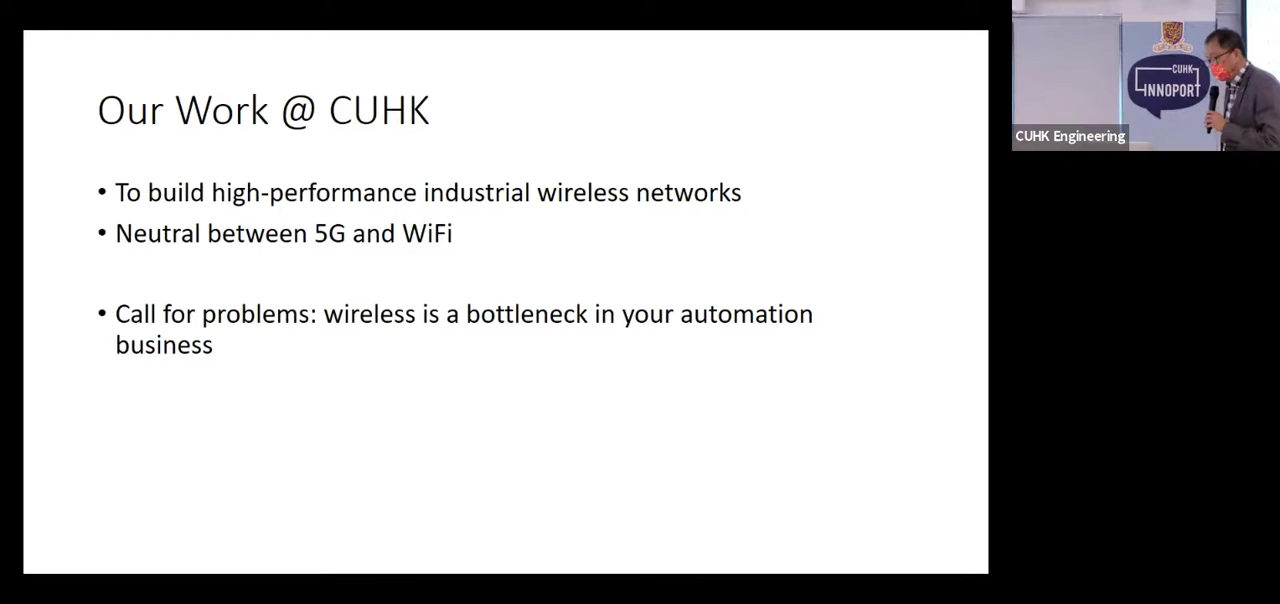 Our Work @ CUHK
• To build high-performance industrial wireless networks
• Neutral between 5G and WiFi
• Call for problems: wireless is a bottleneck in your automation
business
CUHK
INNOPORT
CUHK Engineering